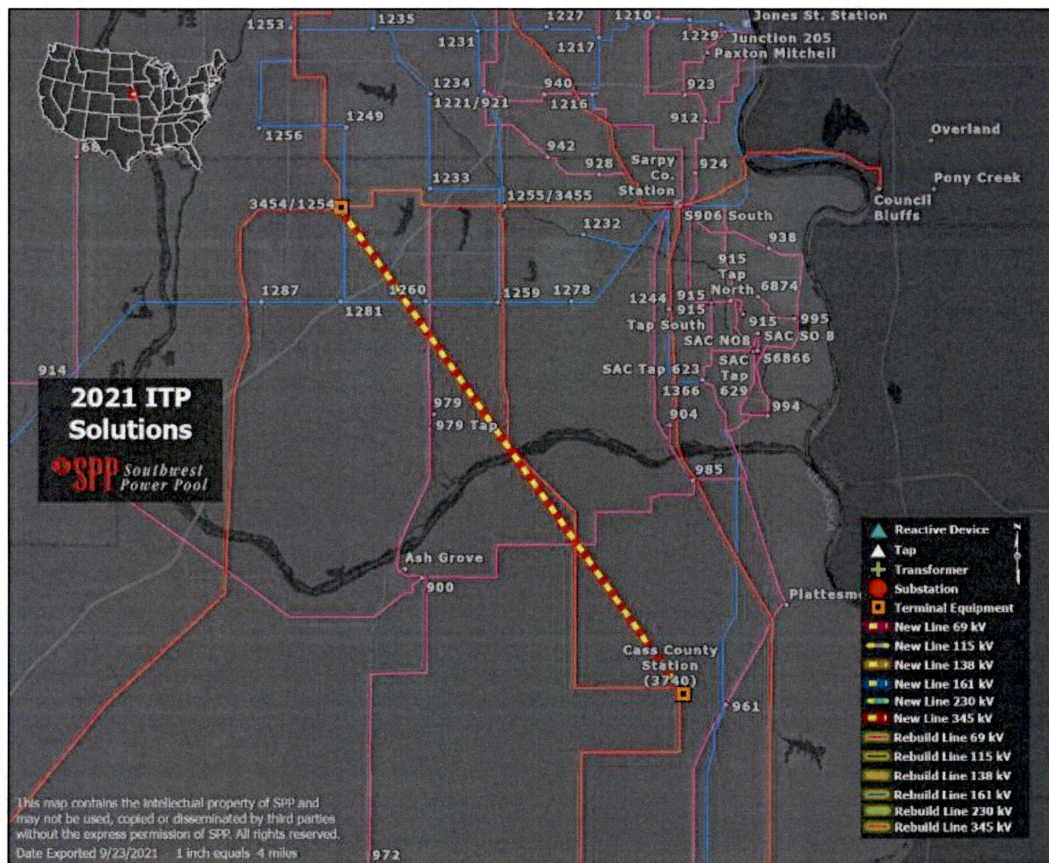 1253
1235
1231
1227
1217
1210
Jones St. Station
1229
Junction 205
Paxton Mitchell
1234
1221/921
940
1216
923
912
1256
1249
942
928
924
Sarpy
Co.
Station
Overland
Pony Creek
Council
Bluffs
1233
3454/1254
1255/3455
S906 South
1232
938
915
Tap
North
6874
1287
1281
1260
1259
1278
1244
915
915
Tap South
915
995
SAC SO B
SAC NO8
S6866
SAC Tap 623
SAC
Tap
629
1366
994
904
914
2021 ITP
Solutions
SPP Southwest
Power Pool
979
979 Tap
985
Ash Grove
900
Cass County
Station
(3740)
961
972
Reactive Device
Tap
Transformer
Substation
Terminal Equipment
New Line 69 kV
New Line 115 kV
New Line 138 kV
New Line 161 kV
New Line 230 kV
New Line 345 kV
Rebuild Line 69 kV
Rebuild Line 115 kV
Rebuild Line 138 kV
Rebuild Line 161 kV
Rebuild Line 230 kV
Rebuild Line 345 kV
N
This map contains the intellectual property of SPP and
may not be used, copied or disseminated by third parties
without the express permission of SPP. All rights reserved.
Date Exported 9/23/2021 1 inch equals 4 miles